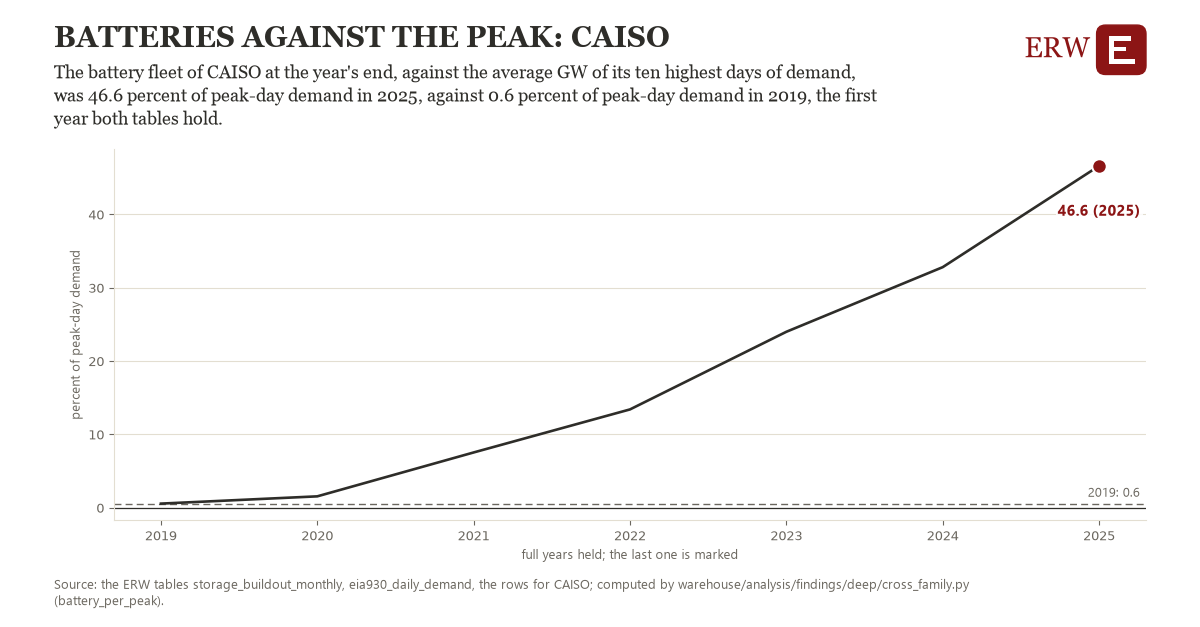 BATTERIES AGAINST THE PEAK: CAISO
ERW E
The battery fleet of CAISO at the year's end, against the average GW of its ten highest days of demand,
was 46.6 percent of peak-day demand in 2025, against 0.6 percent of peak-day demand in 2019, the first
year both tables hold.
percent of peak-day demand
40
30
20
10
0
46.6 (2025)
2019: 0.6
2019 2020 2021 2022 2023 2024 2025
full years held; the last one is marked
Source: the ERW tables storage_buildout_monthly, eia930_daily_demand, the rows for CAISO; computed by warehouse/analysis/findings/deep/cross_family.py
(battery_per_peak).